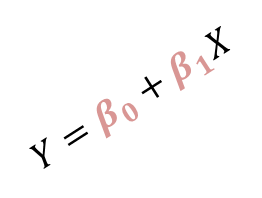 Y = β₀ + β₁X